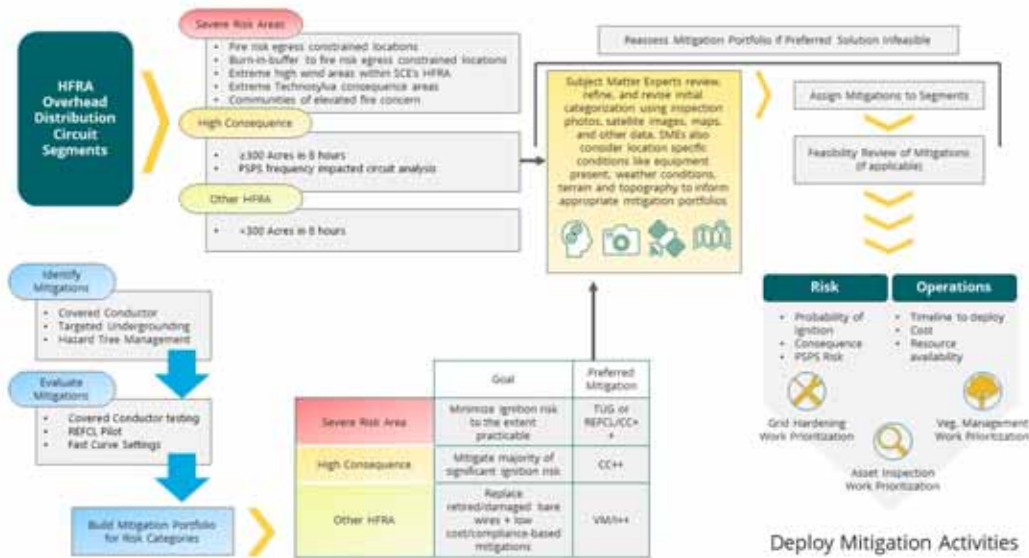 HFRA
Overhead
Distribution
Circuit
Segments
Severe Risk Areas
• Fire risk egress constrained locations
• Burn-in-buffer to fire risk egress constrained locations
• Extreme high wind areas within SCE's HFRA
• Extreme Technosylva consequence areas
• Communities of elevated fire concern
High Consequence
• ≥300 Acres in 8 hours
• PSPS frequency impacted circuit analysis
Other HFRA
• <300 Acres in 8 hours
Reassess Mitigation Portfolio if Preferred Solution Infeasible
Subject Matter Experts review,
refine, and revise initial
categorization using inspection
photos, satellite images, maps,
and other data. SMEs also
consider location specific
conditions like equipment
present, weather conditions,
terrain and topography to inform
appropriate mitigation portfolios
Assign Mitigations to Segments
Feasibility Review of Mitigations
(if applicable)
Identify
Mitigations
• Covered Conductor
• Targeted Undergrounding
• Hazard Tree Management
Evaluate
Mitigations
• Covered Conductor testing
• REFCL Pilot
• Fast Curve Settings
Build Mitigation Portfolio
for Risk Categories
Goal
Preferred
Mitigation
Severe Risk Area
Minimize ignition risk
to the extent
practicable
TUG or
REFCL/CC+
+
High Consequence
Mitigate majority of
significant ignition risk
CC++
Other HFRA
Replace
retired/damaged bare
wires + low
cost/compliance-based
mitigations
VM/I++
Risk
• Probability of
Ignition
• Consequence
• PSPS Risk
Operations
• Timeline to deploy
• Cost
• Resource
availability
Grid Hardening
Work Prioritization
Veg. Management
Work Prioritization
Asset Inspection
Work Prioritization
Deploy Mitigation Activities